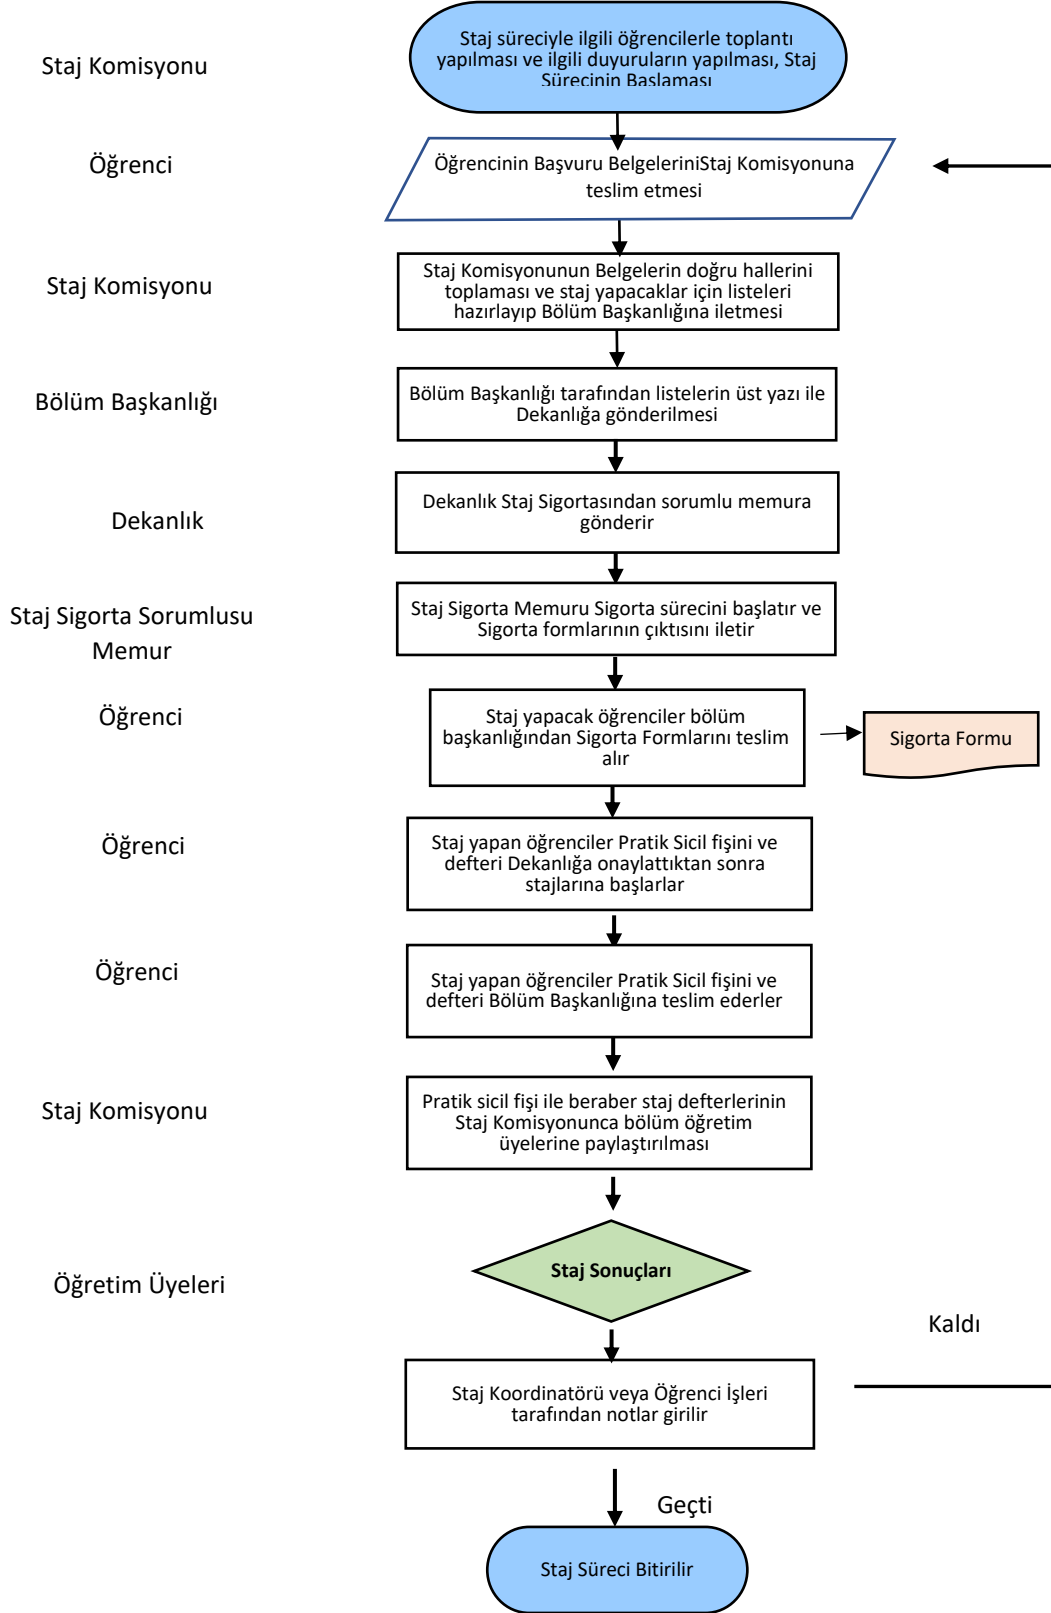 Staj Komisyonu
Staj süreciyle ilgili öğrencilerle toplantı
yapılması ve ilgili duyuruların yapılması, Staj
Sürecinin Başlaması
Öğrenci
Öğrencinin Başvuru BelgeleriniStaj Komisyonuna
teslim etmesi
Staj Komisyonu
Staj Komisyonunun Belgelerin doğru hallerini
toplaması ve staj yapacaklar için listeleri
hazırlayıp Bölüm Başkanlığına iletmesi
Bölüm Başkanlığı
Bölüm Başkanlığı tarafından listelerin üst yazı ile
Dekanlığa gönderilmesi
Dekanlık
Dekanlık Staj Sigortasından sorumlu memura
gönderir
Staj Sigorta Sorumlusu
Memur
Staj Sigorta Memuru Sigorta sürecini başlatır ve
Sigorta formlarının çıktısını iletir
Öğrenci
Staj yapacak öğrenciler bölüm
başkanlığından Sigorta Formlarını teslim
alır
Sigorta Formu
Öğrenci
Staj yapan öğrenciler Pratik Sicil fişini ve
defteri Dekanlığa onaylattıktan sonra
stajlarına başlarlar
Öğrenci
Staj yapan öğrenciler Pratik Sicil fişini ve
defteri Bölüm Başkanlığına teslim ederler
Staj Komisyonu
Pratik sicil fişi ile beraber staj defterlerinin
Staj Komisyonunca bölüm öğretim
üyelerine paylaştırılması
Öğretim Üyeleri
Staj Sonuçları
Kaldı
Staj Koordinatörü veya Öğrenci İşleri
tarafından notlar girilir
Geçti
Staj Süreci Bitirilir